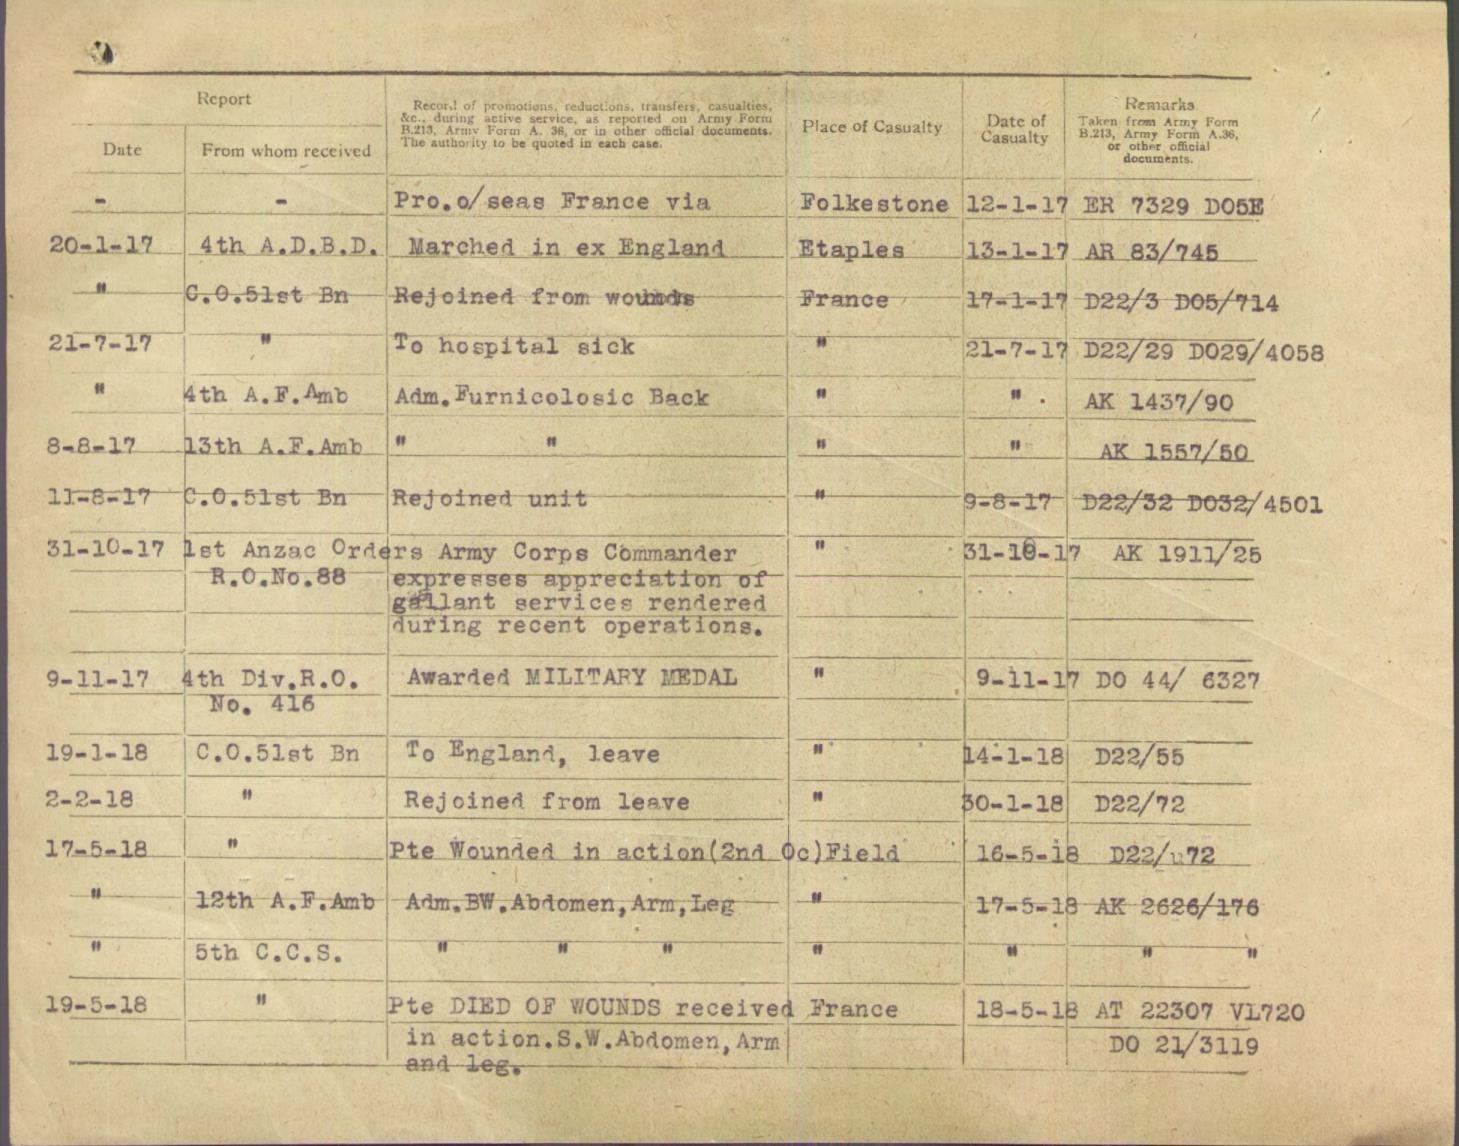 Report
Record of promotions, reductions, transfers, casualties,
&c., during active service, as reported on Army Form
B.213, Army Form A. 36, or in other official documents.
The authority to be quoted in each case.
Place of Casualty
Date of
Casualty
Remarks
Taken from Army Form
B.213, Army Form A.36,
or other official
documents.
Date From whom received
- - Pro.o/seas France via Folkestone 12-1-17 ER 7329 DO5E
20-1-17 4th A.D.B.D. Marched in ex England Etaples 13-1-17 AR 83/745
" C.O.51st Bn Rejoined from wounds France 17-1-17 D22/3 DO5/714
21-7-17 " To hospital sick " 21-7-17 D22/29 DO29/4058
" 4th A.F.Amb Adm.Furnicolosic Back " " AK 1437/90
8-8-17 13th A.F.Amb " " " " AK 1557/50
11-8-17 C.O.51st Bn Rejoined unit " 9-8-17 D22/32 DO32/4501
31-10-17 1st Anzac Orders Army Corps Commander " 31-10-17 AK 1911/25
R.O.No.88 expresses appreciation of
gallant services rendered
during recent operations.
9-11-17 4th Div.R.O. Awarded MILITARY MEDAL " 9-11-17 DO 44/ 6327
No. 416
19-1-18 C.O.51st Bn To England, leave " 14-1-18 D22/55
2-2-18 " Rejoined from leave " 30-1-18 D22/72
17-5-18 " Pte Wounded in action(2nd Oc)Field 16-5-18 D22/u72
" 12th A.F.Amb Adm.BW.Abdomen,Arm,Leg " 17-5-18 AK 2626/176
" 5th C.C.S. " " " " " " "
19-5-18 " Pte DIED OF WOUNDS received France 18-5-18 AT 22307 VL720
in action.S.W.Abdomen,Arm DO 21/3119
and leg.